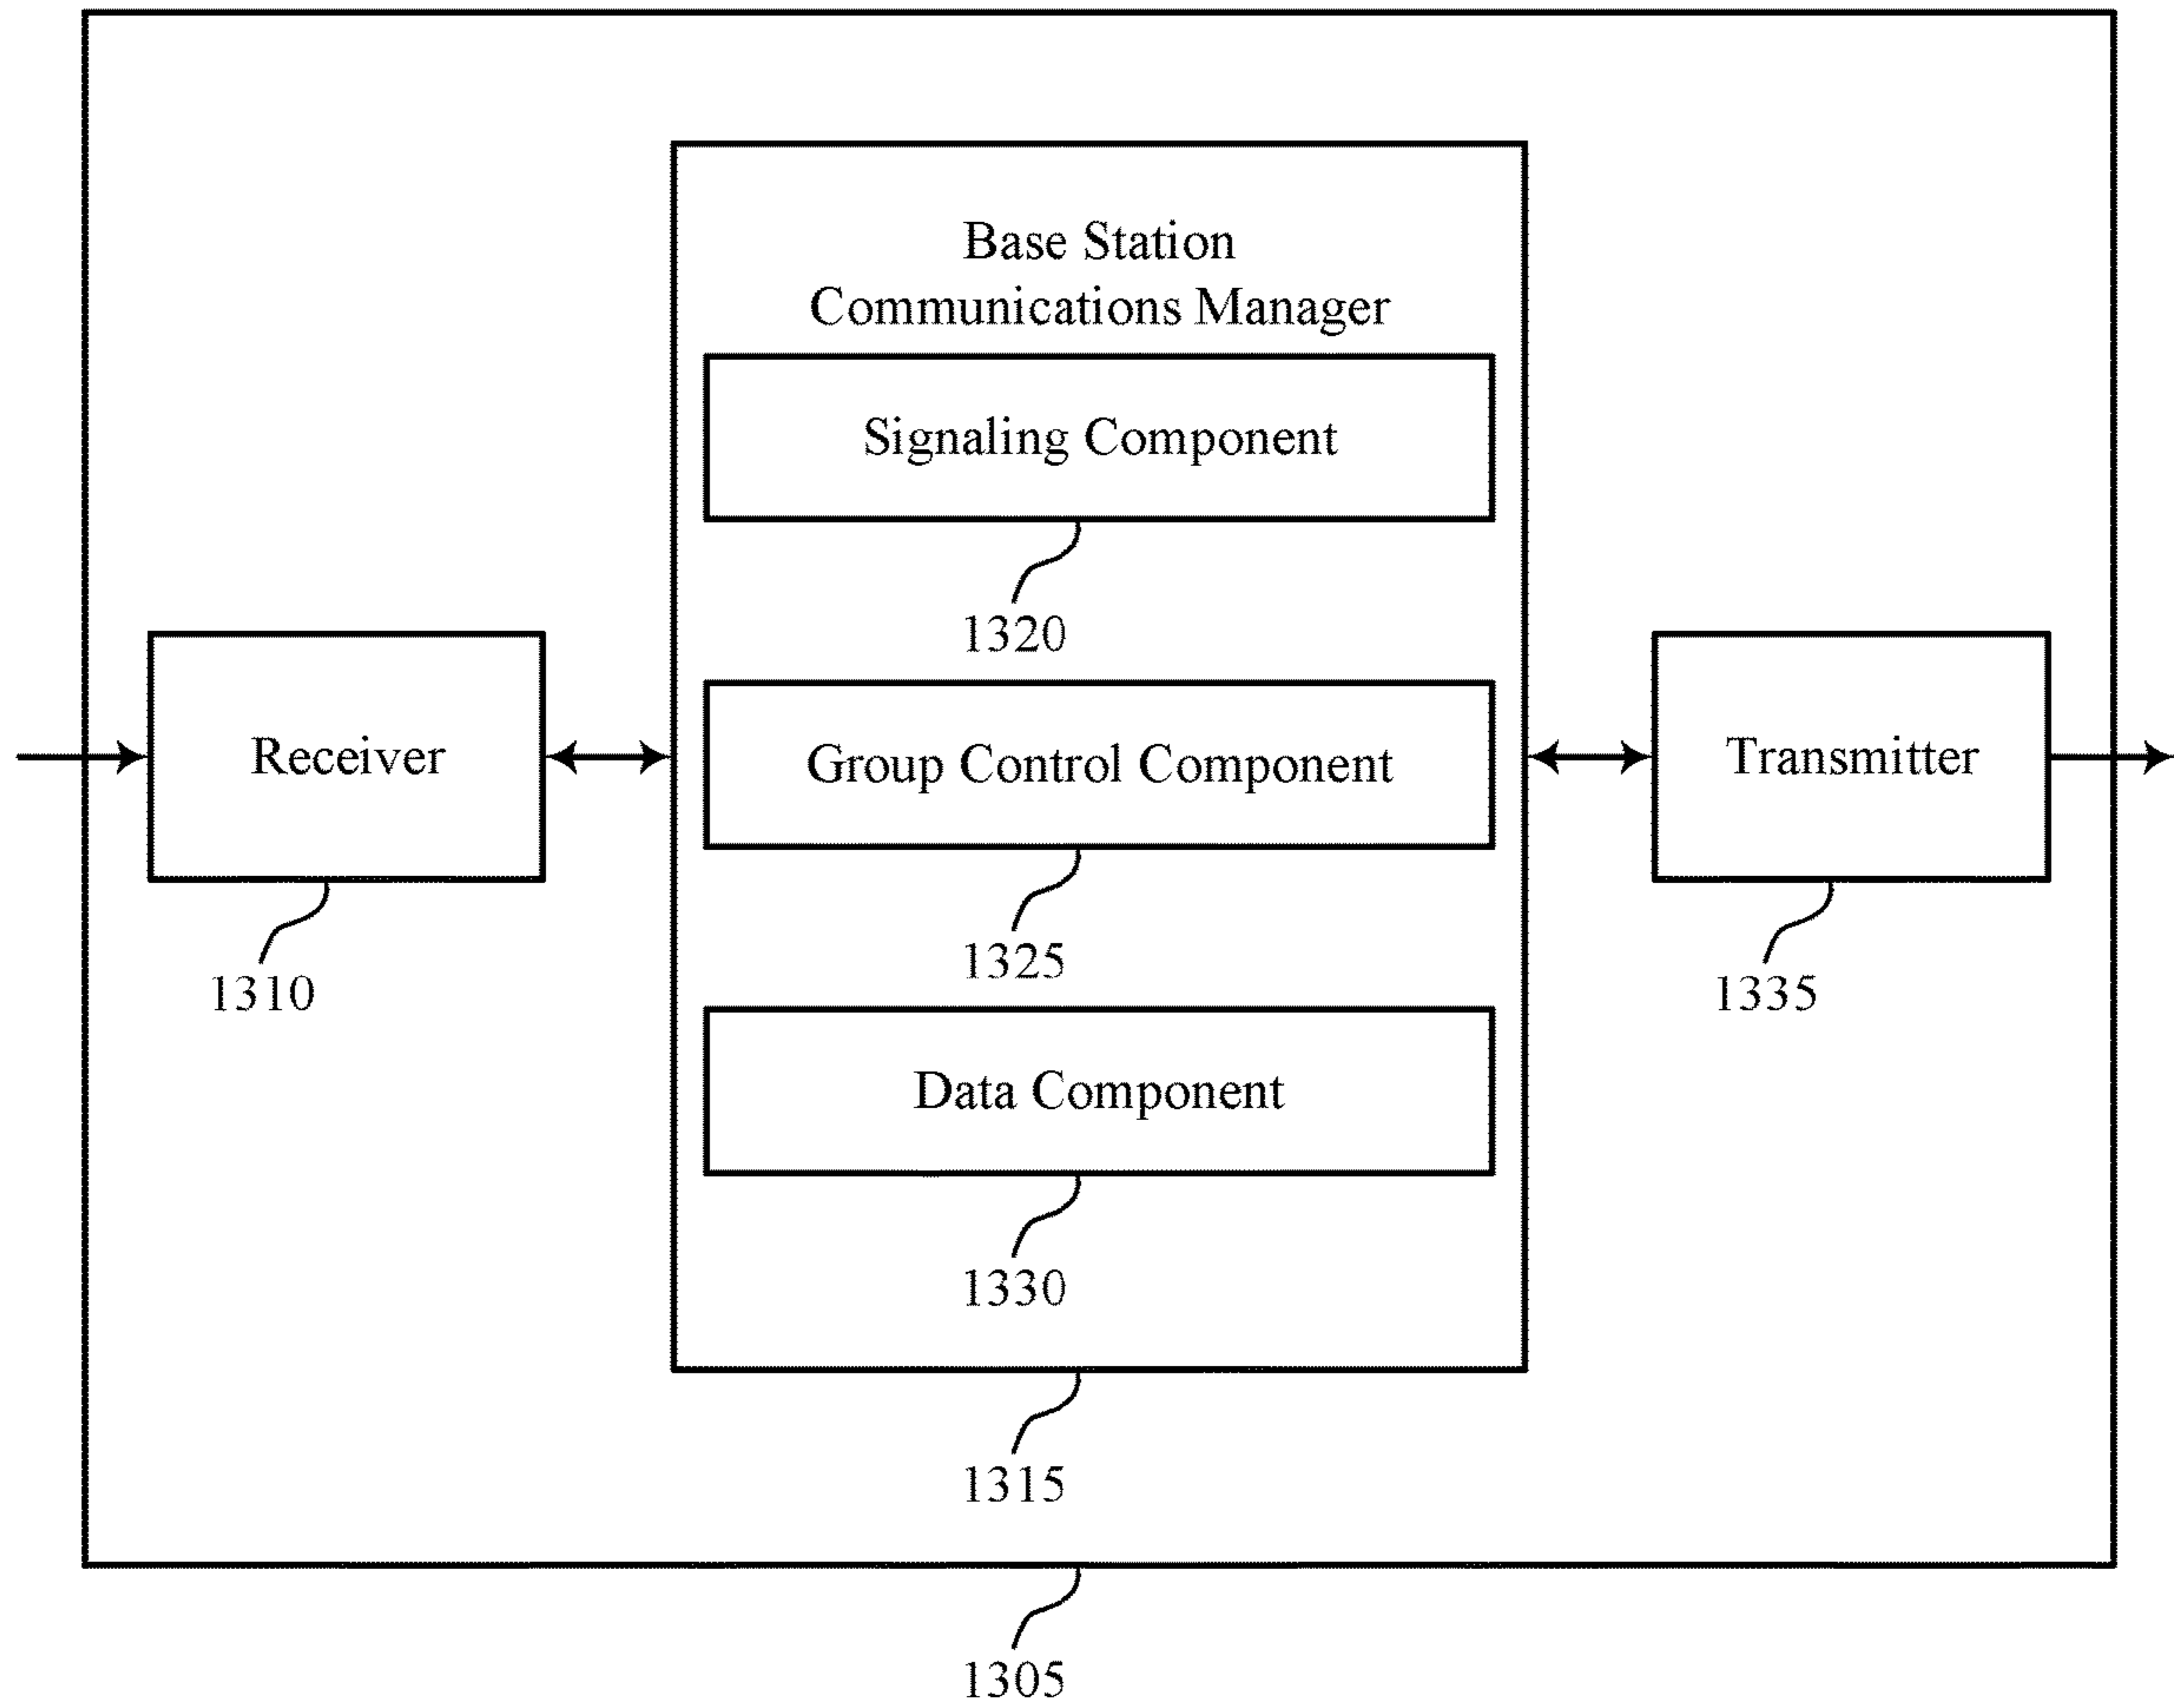 Base Station
Communications Manager
Signaling Component
1320
Receiver
1310
Group Control Component
1325
Transmitter
1335
Data Component
1330
1315
1305